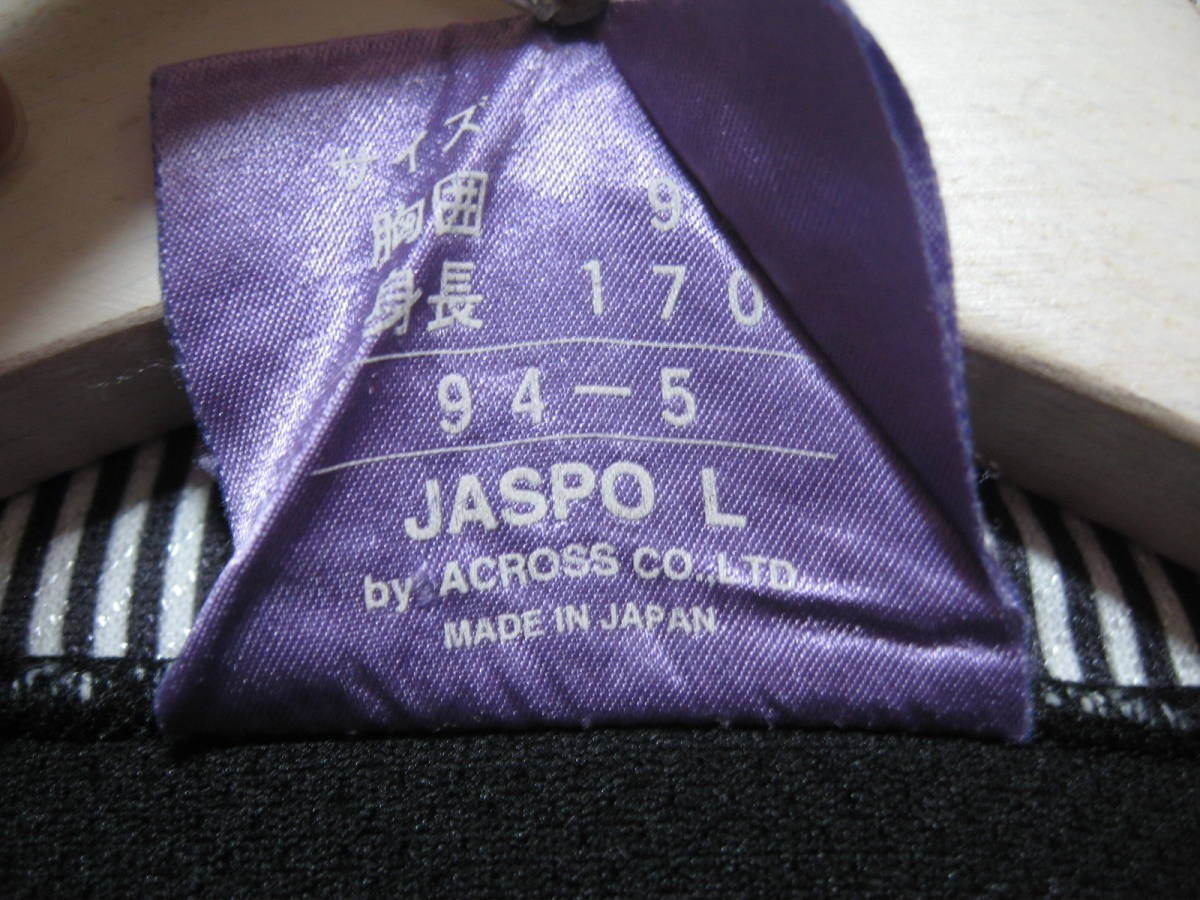 サイズ
胸囲 9
身長 170
94-5
JASPO L
by ACROSS CO.,LTD
MADE IN JAPAN